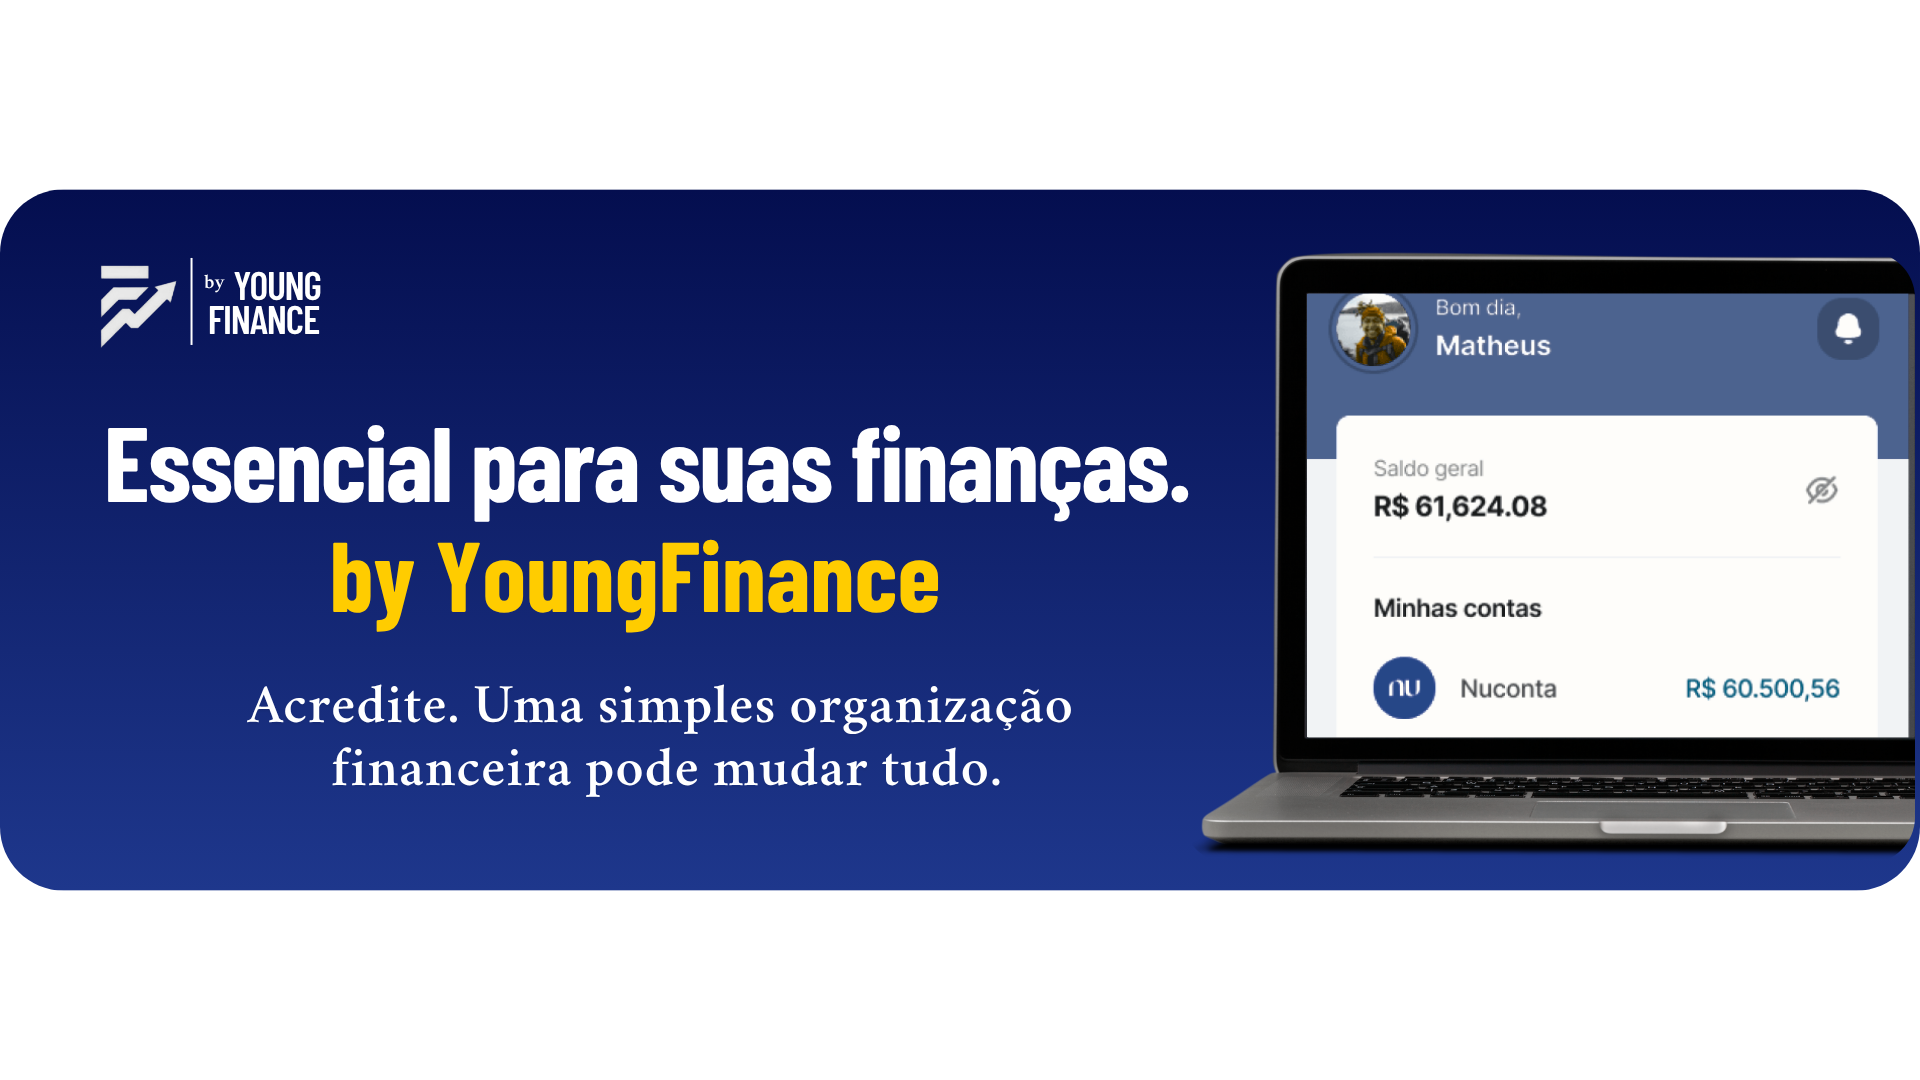 by YOUNG
FINANCE
Essencial para suas finanças.
by YoungFinance
Acredite. Uma simples organização
financeira pode mudar tudo.
Bom dia,
Matheus
Saldo geral
R$ 61,624.08
Minhas contas
nu Nuconta R$ 60.500,56